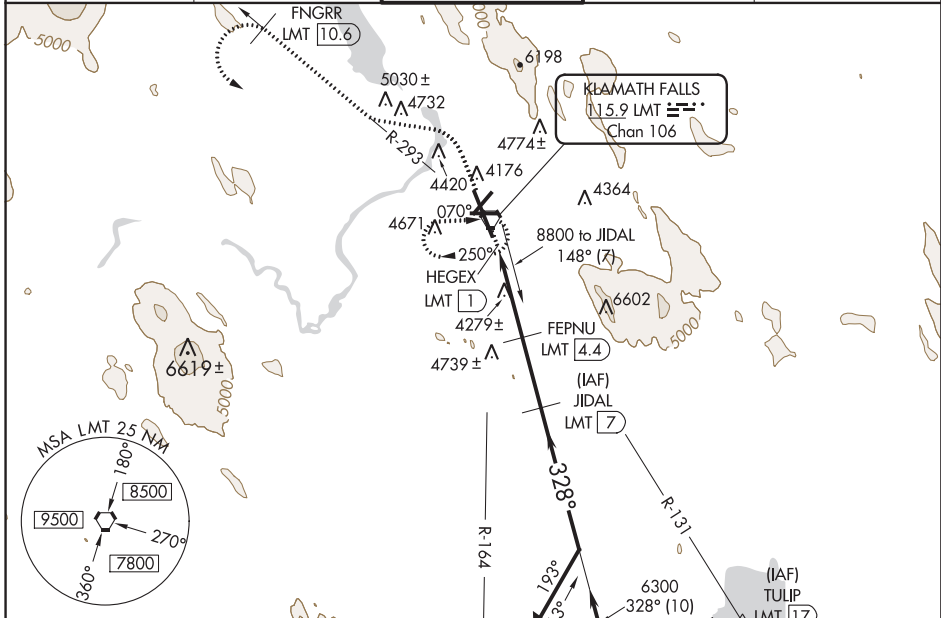 FNGRR
LMT 10.6
5000
6198
5030 ±
4732
KLAMATH FALLS
115.9 LMT
Chan 106
R-293
4774 ±
4176
4420
4364
070°
4671
8800 to JIDAL
148° (7)
250°
HEGEX
LMT 1
6602
4279 ±
FEPNU
LMT 4.4
5000
4739 ±
6619 ±
(IAF)
JIDAL
LMT 7
5000
MSA LMT 25 NM
180°
8500
9500
270°
7800
360°
328°
R-131
R-164
193°
6300
328° (10)
(IAF)
TULIP
LMT 17